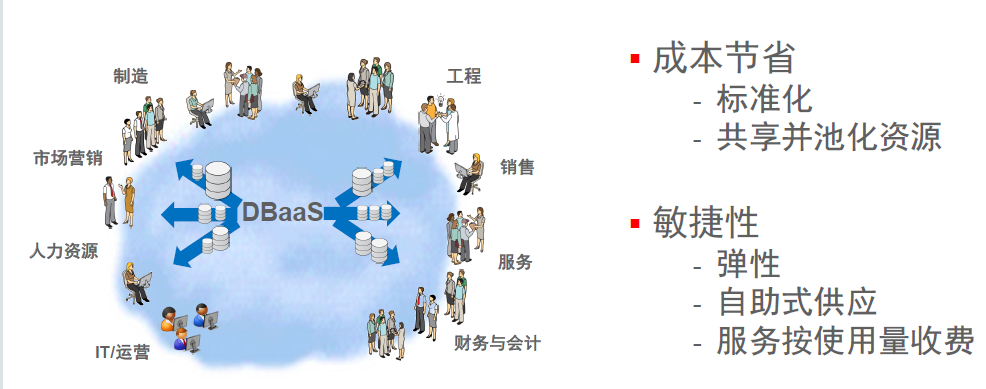 制造
工程
市场营销
销售
DBaaS
人力资源
服务
IT/运营
财务与会计
成本节省
- 标准化
- 共享并池化资源
敏捷性
- 弹性
- 自助式供应
- 服务按使用量收费